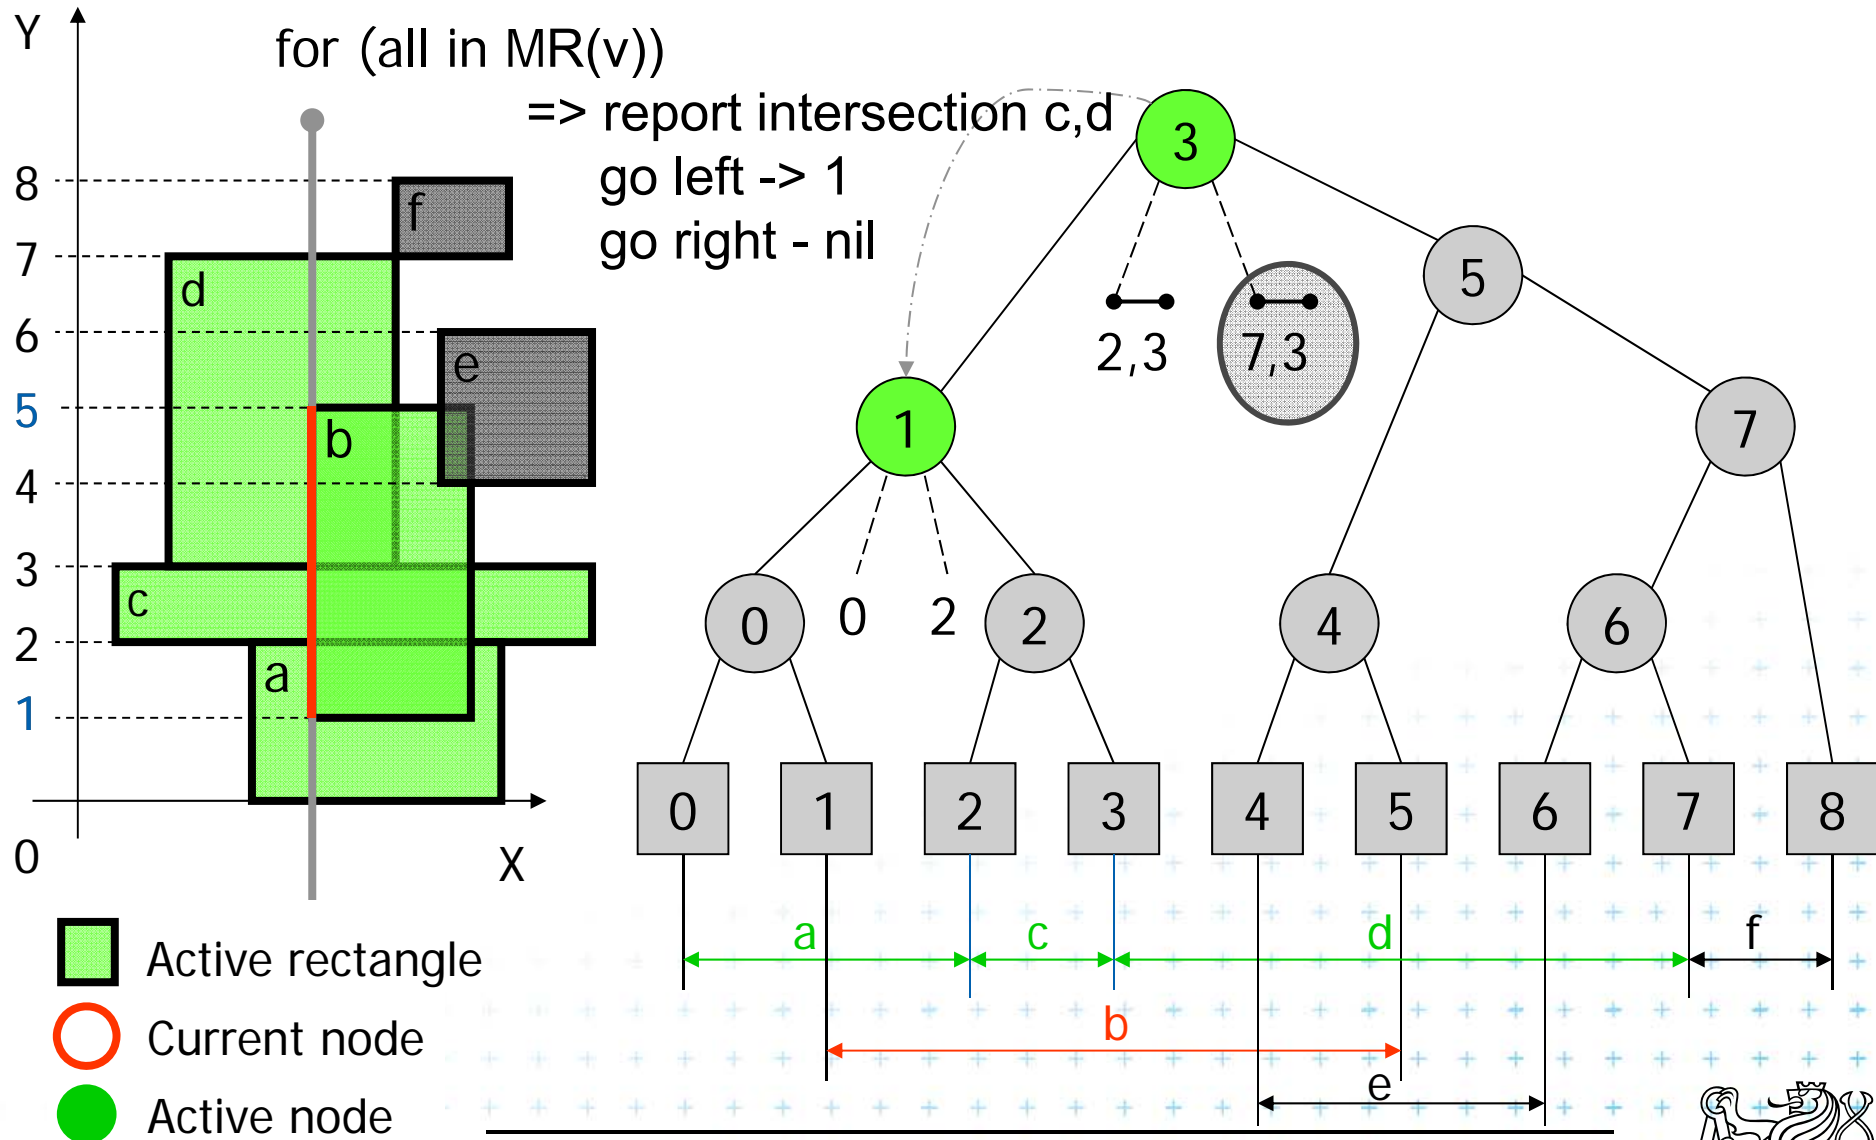 Y
for (all in MR(v))
=> report intersection c,d
go left -> 1
go right - nil
8
7
6
5
4
3
2
1
0
X
f
d
e
b
c
a
3
5
2,3
7,3
1
7
0
0
2
2
4
6
0 1 2 3 4 5 6 7 8
a c d f
b
e
Active rectangle
Current node
Active node